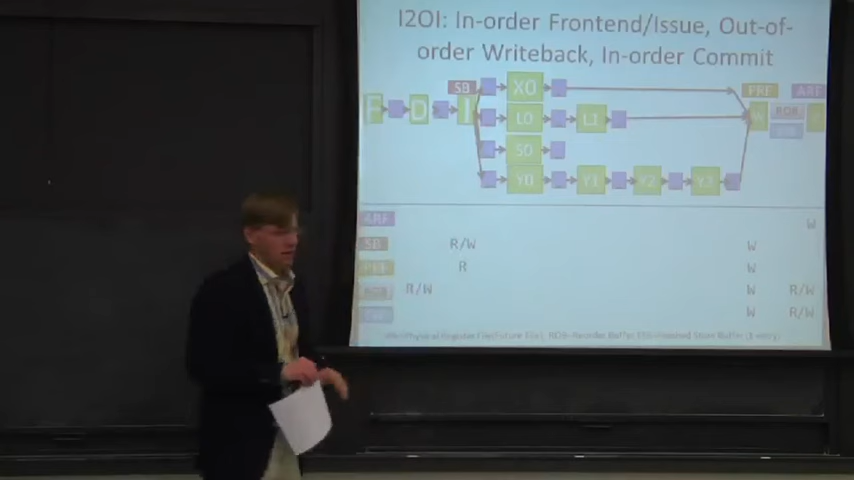 I2OI: In-order Frontend/Issue, Out-of-
order Writeback, In-order Commit
SB X0 PRF ARF
F D I L0 L1 W ROB
S0
Y0 Y1 Y2 Y3
ARF W
SB R/W W
PRF R W
R/W W R/W
W R/W